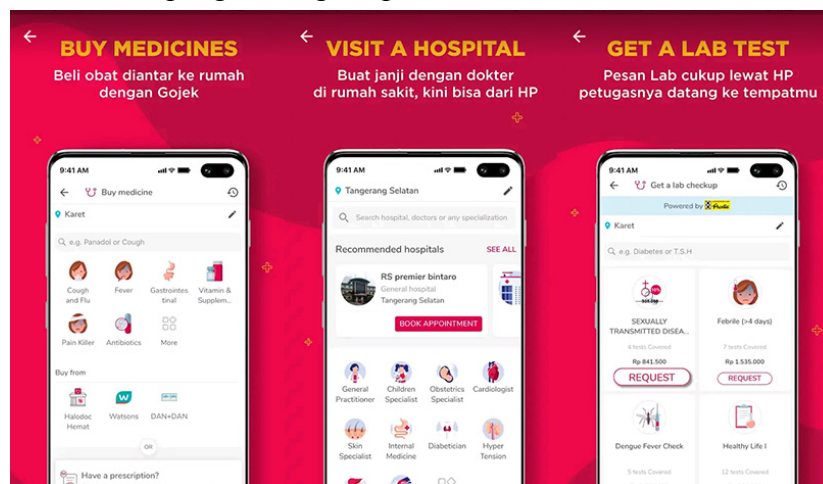 BUY MEDICINES
Beli obat diantar ke rumah
dengan Gojek
9:41 AM
Buy medicine
Karet
e.g. Panadol or Cough
Cough
and Flu
Fever
Gastrointes
tinal
Vitamin &
Supplem...
Pain Killer
Antibiotics
More
Buy from
Halodoc
Hemat
Watsons
DAN+DAN
OR
Have a prescription?
VISIT A HOSPITAL
Buat janji dengan dokter
di rumah sakit, kini bisa dari HP
9:41 AM
Tangerang Selatan
Search hospital, doctors or any specialization
Recommended hospitals
SEE ALL
RS premier bintaro
General hospital
Tangerang Selatan
BOOK APPOINTMENT
General
Practitioner
Children
Specialist
Obstetrics
Specialist
Cardiologist
Skin
Specialist
Internal
Medicine
Diabetician
Hyper
Tension
GET A LAB TEST
Pesan Lab cukup lewat HP
petugasnya datang ke tempatmu
9:41 AM
Get a lab checkup
Powered by
Karet
e.g. Diabetes or T.S.H
SEXUALLY
TRANSMITTED DISEA...
4 tests Covered
Rp 841.500
REQUEST
Febrile (>4 days)
7 tests Covered
Rp 1.535.000
REQUEST
Dengue Fever Check
5 tests Covered
Healthy Life I
12 tests Covered